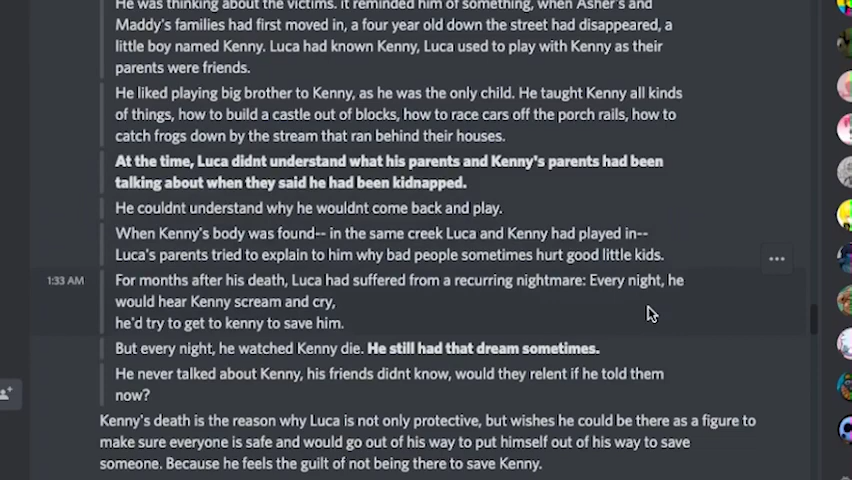 He was thinking about the victims. It reminded him of something, when Asher's and
Maddy's families had first moved in, a four year old down the street had disappeared, a
little boy named Kenny. Luca had known Kenny, Luca used to play with Kenny as their
parents were friends.
He liked playing big brother to Kenny, as he was the only child. He taught Kenny all kinds
of things, how to build a castle out of blocks, how to race cars off the porch rails, how to
catch frogs down by the stream that ran behind their houses.
At the time, Luca didnt understand what his parents and Kenny's parents had been
talking about when they said he had been kidnapped.
He couldnt understand why he wouldnt come back and play.
When Kenny's body was found-- in the same creek Luca and Kenny had played in--
Luca's parents tried to explain to him why bad people sometimes hurt good little kids.
1:33 AM
For months after his death, Luca had suffered from a recurring nightmare: Every night, he
would hear Kenny scream and cry,
he'd try to get to kenny to save him.
But every night, he watched Kenny die. He still had that dream sometimes.
He never talked about Kenny, his friends didnt know, would they relent if he told them
now?
Kenny's death is the reason why Luca is not only protective, but wishes he could be there as a figure to
make sure everyone is safe and would go out of his way to put himself out of his way to save
someone. Because he feels the guilt of not being there to save Kenny.